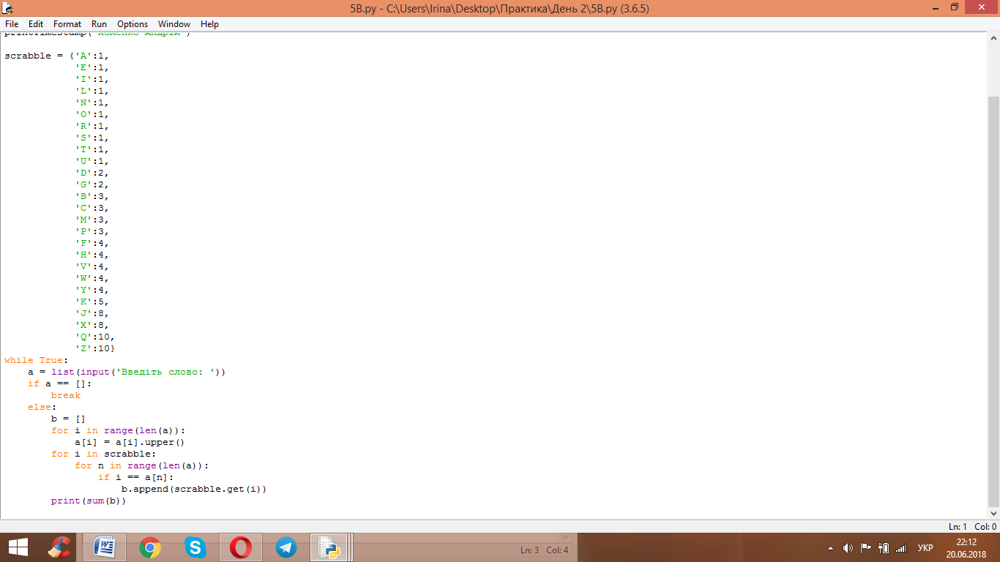 5B.py - C:\Users\Irina\Desktop\Практика\День 2\5B.py (3.6.5)
File Edit Format Run Options Window Help
printTimeStamp("Хоменко Андрій")
scrabble = {'A':1,
'E':1,
'I':1,
'L':1,
'N':1,
'O':1,
'R':1,
'S':1,
'T':1,
'U':1,
'D':2,
'G':2,
'B':3,
'C':3,
'M':3,
'P':3,
'F':4,
'H':4,
'V':4,
'W':4,
'Y':4,
'K':5,
'J':8,
'X':8,
'Q':10,
'Z':10}
while True:
a = list(input('Введіть слово: '))
if a == []:
break
else:
b = []
for i in range(len(a)):
a[i] = a[i].upper()
for i in scrabble:
for n in range(len(a)):
if i == a[n]:
b.append(scrabble.get(i))
print(sum(b))
Ln: 1 Col: 0
Ln: 3 Col: 4
УКР
22:12
20.06.2018